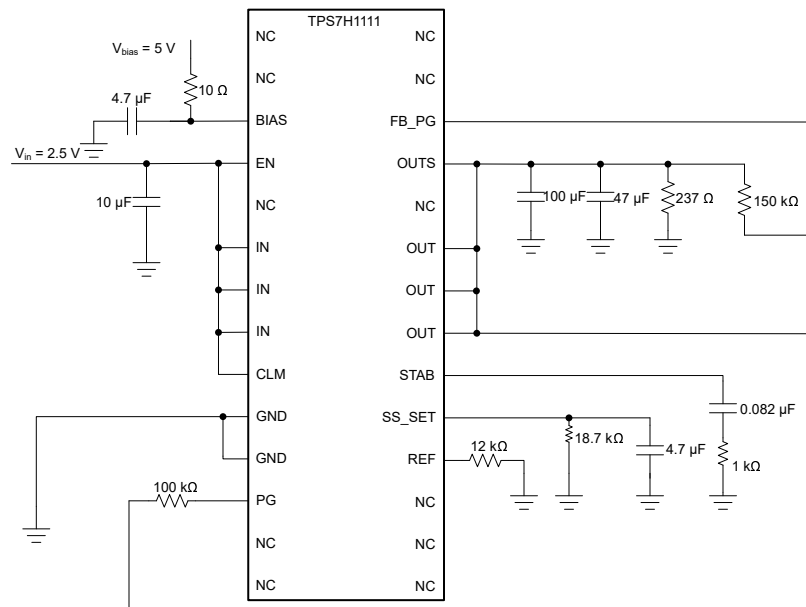 TPS7H1111
NC
NC
V_bias = 5 V
NC
NC
10 Ω
4.7 µF
BIAS
FB_PG
V_in = 2.5 V
EN
OUTS
10 µF
NC
NC
100 µF
47 µF
237 Ω
150 kΩ
IN
OUT
IN
OUT
IN
OUT
CLM
STAB
0.082 µF
GND
SS_SET
18.7 kΩ
4.7 µF
1 kΩ
GND
REF
12 kΩ
100 kΩ
PG
NC
NC
NC
NC
NC